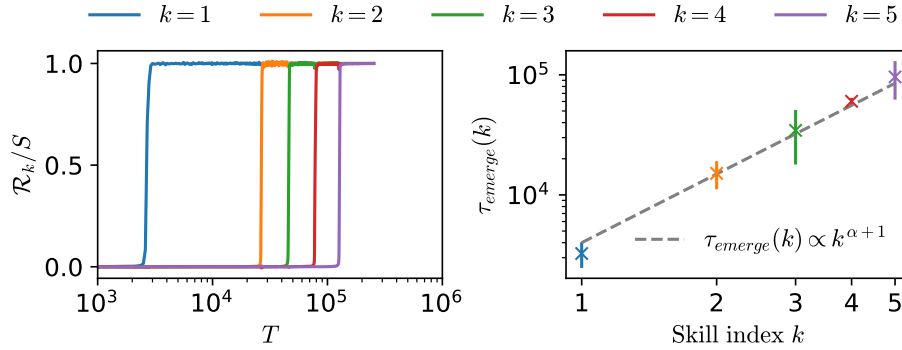 k = 1 k = 2 k = 3 k = 4 k = 5
1.0
0.5
0.0
R_k/S
10^3 10^4 10^5 10^6
T
10^5
10^4
τ_emerge(k)
τ_emerge(k) ∝ k^{α+1}
1 2 3 4 5
Skill index k